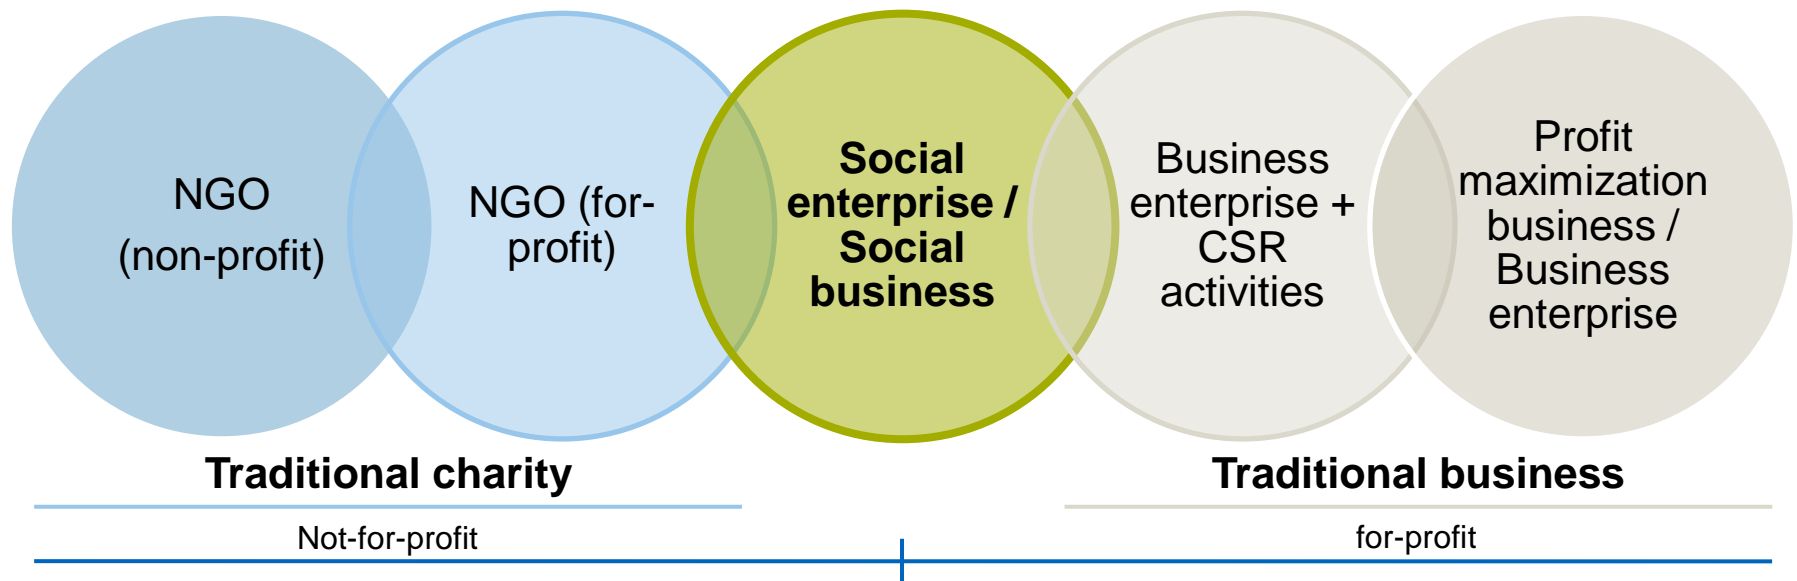 NGO
(non-profit)
NGO (for-
profit)
Social
enterprise /
Social
business
Business
enterprise +
CSR
activities
Profit
maximization
business /
Business
enterprise
Traditional charity
Traditional business
Not-for-profit
for-profit